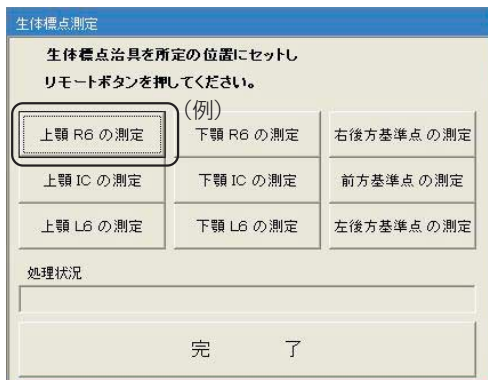 生体標点測定
生体標点治具を所定の位置にセットし
リモートボタンを押してください。
(例)
上顎 R6 の測定 下顎 R6 の測定 右後方基準点 の測定
上顎 IC の測定 下顎 IC の測定 前方基準点 の測定
上顎 L6 の測定 下顎 L6 の測定 左後方基準点 の測定
処理状況
完 了